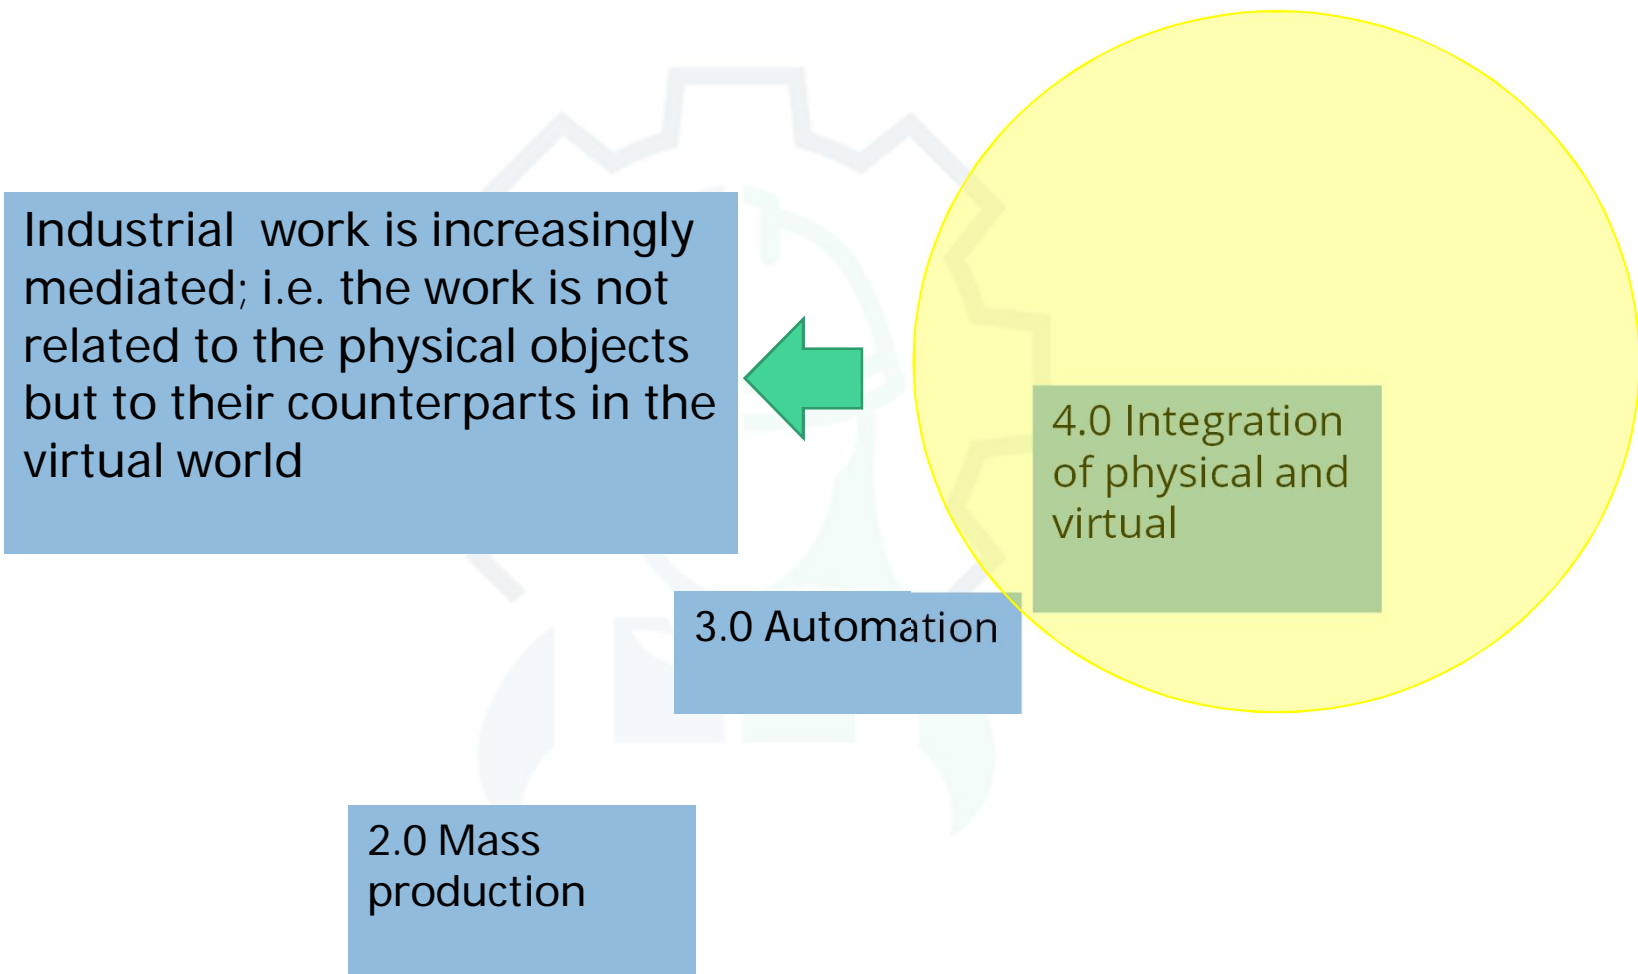 Industrial work is increasingly
mediated; i.e. the work is not
related to the physical objects
but to their counterparts in the
virtual world
4.0 Integration
of physical and
virtual
3.0 Automation
2.0 Mass
production